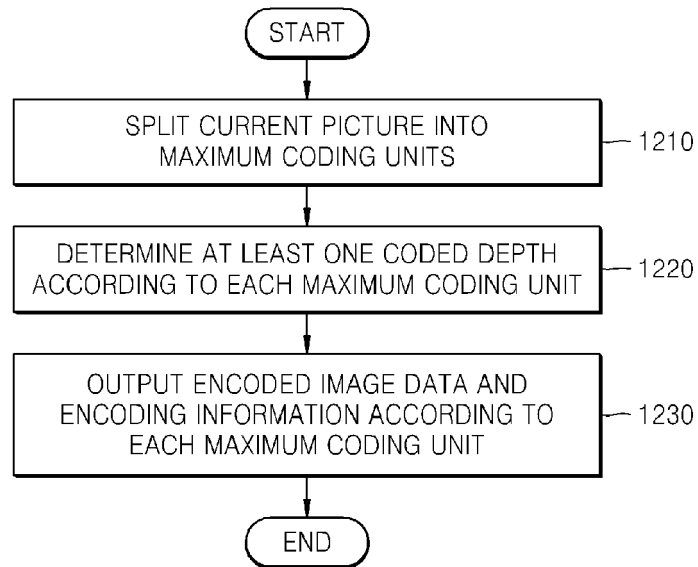 START
SPLIT CURRENT PICTURE INTO
MAXIMUM CODING UNITS
1210
DETERMINE AT LEAST ONE CODED DEPTH
ACCORDING TO EACH MAXIMUM CODING UNIT
1220
OUTPUT ENCODED IMAGE DATA AND
ENCODING INFORMATION ACCORDING TO
EACH MAXIMUM CODING UNIT
1230
END